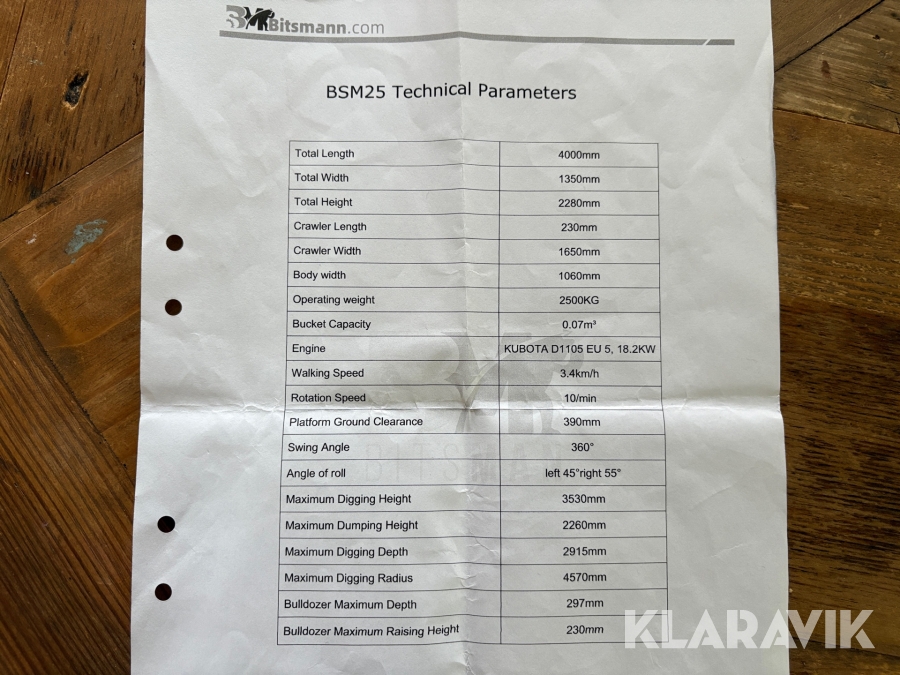 BMR Bitsmann.com
BSM25 Technical Parameters
Total Length 4000mm
Total Width 1350mm
Total Height 2280mm
Crawler Length 230mm
Crawler Width 1650mm
Body width 1060mm
Operating weight 2500KG
Bucket Capacity 0.07m³
Engine KUBOTA D1105 EU 5, 18.2KW
Walking Speed 3.4km/h
Rotation Speed 10/min
Platform Ground Clearance 390mm
Swing Angle 360°
Angle of roll left 45°right 55°
Maximum Digging Height 3530mm
Maximum Dumping Height 2260mm
Maximum Digging Depth 2915mm
Maximum Digging Radius 4570mm
Bulldozer Maximum Depth 297mm
Bulldozer Maximum Raising Height 230mm
BITSMANN
KLARAVIK